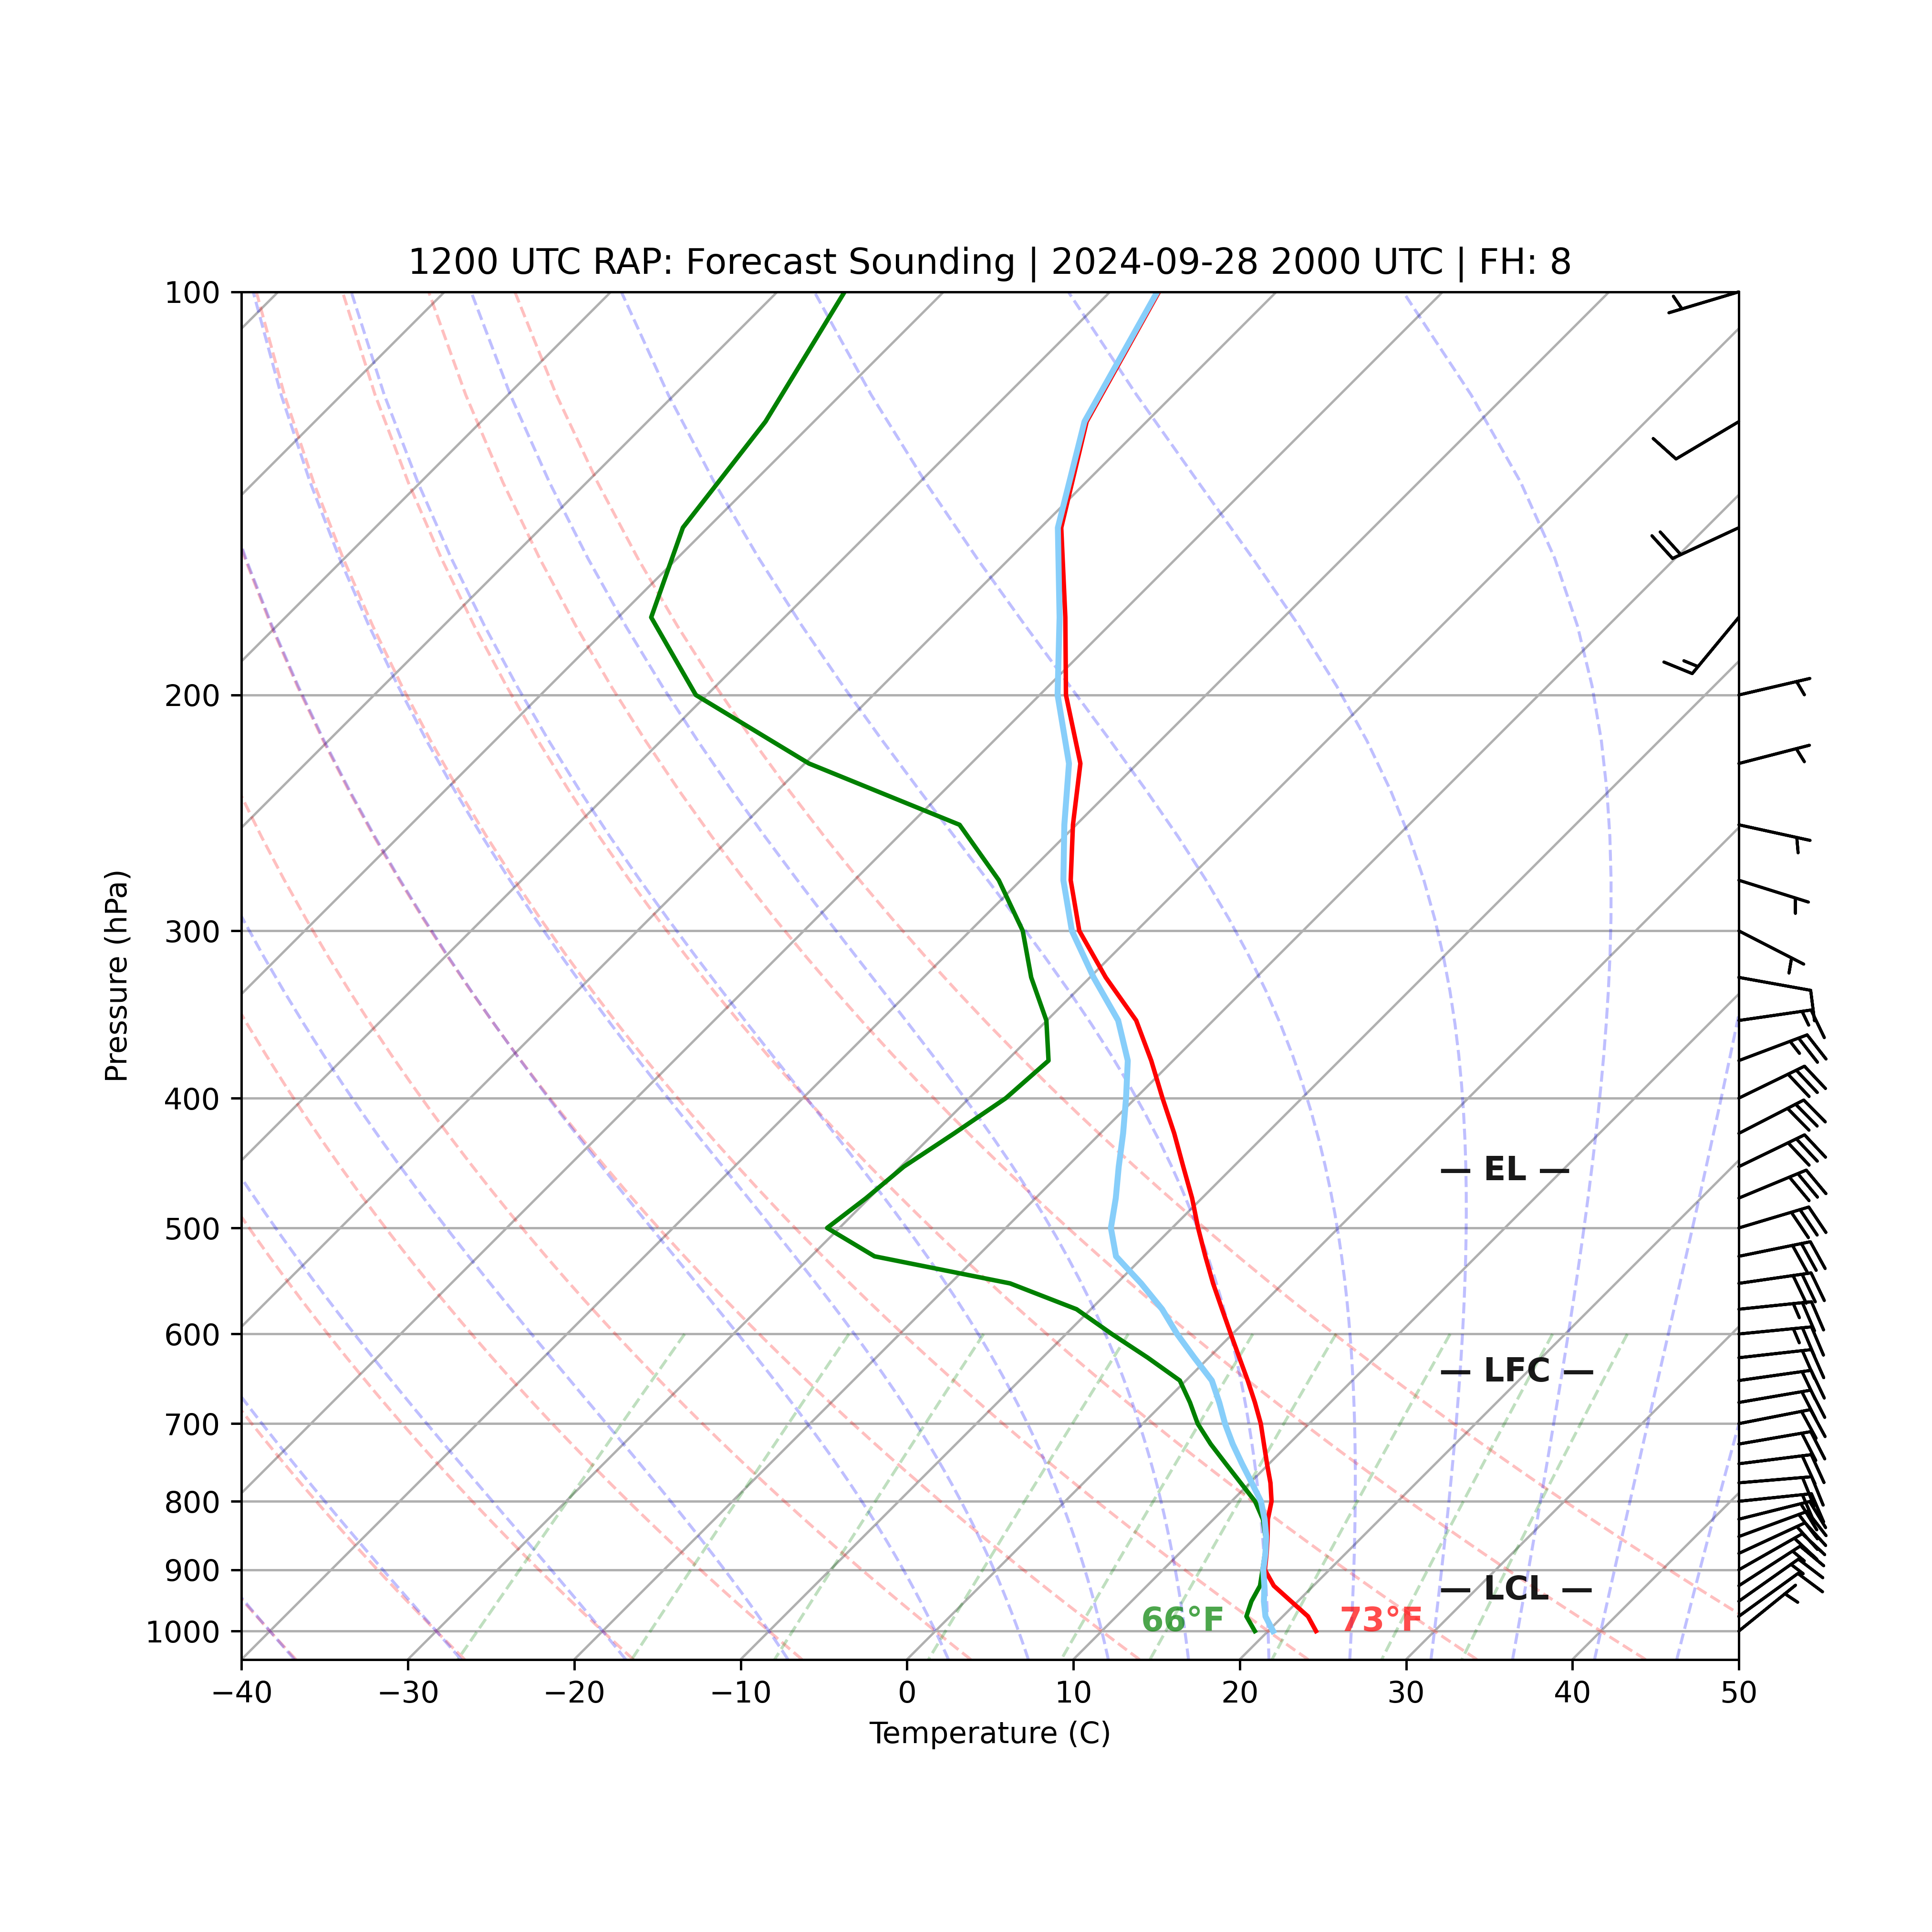 1200 UTC RAP: Forecast Sounding | 2024-09-28 2000 UTC | FH: 8
100
200
300
400
500
600
700
800
900
1000
Pressure (hPa)
— EL —
— LFC —
— LCL —
66°F 73°F
−40 −30 −20 −10 0 10 20 30 40 50
Temperature (C)